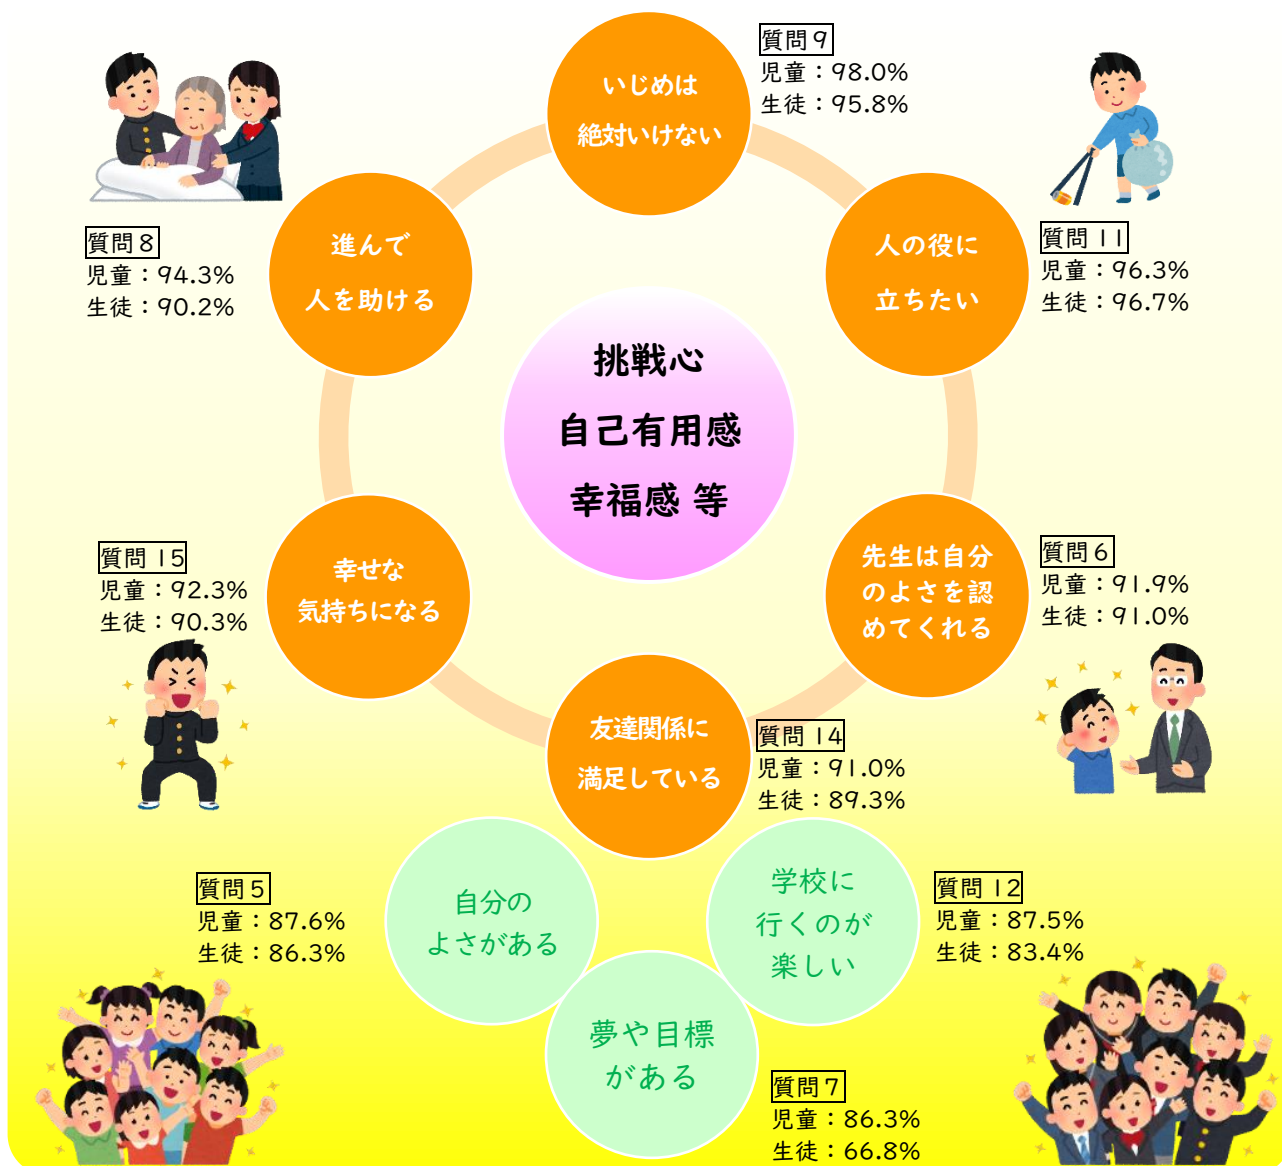 質問9
児童：98.0%
生徒：95.8%
いじめは
絶対いけない
質問8
児童：94.3%
生徒：90.2%
進んで
人を助ける
人の役に
立ちたい
質問11
児童：96.3%
生徒：96.7%
挑戦心
自己有用感
幸福感 等
質問15
児童：92.3%
生徒：90.3%
幸せな
気持ちになる
先生は自分
のよさを認
めてくれる
質問6
児童：91.9%
生徒：91.0%
友達関係に
満足している
質問14
児童：91.0%
生徒：89.3%
質問5
児童：87.6%
生徒：86.3%
自分の
よさがある
学校に
行くのが
楽しい
質問12
児童：87.5%
生徒：83.4%
夢や目標
がある
質問7
児童：86.3%
生徒：66.8%